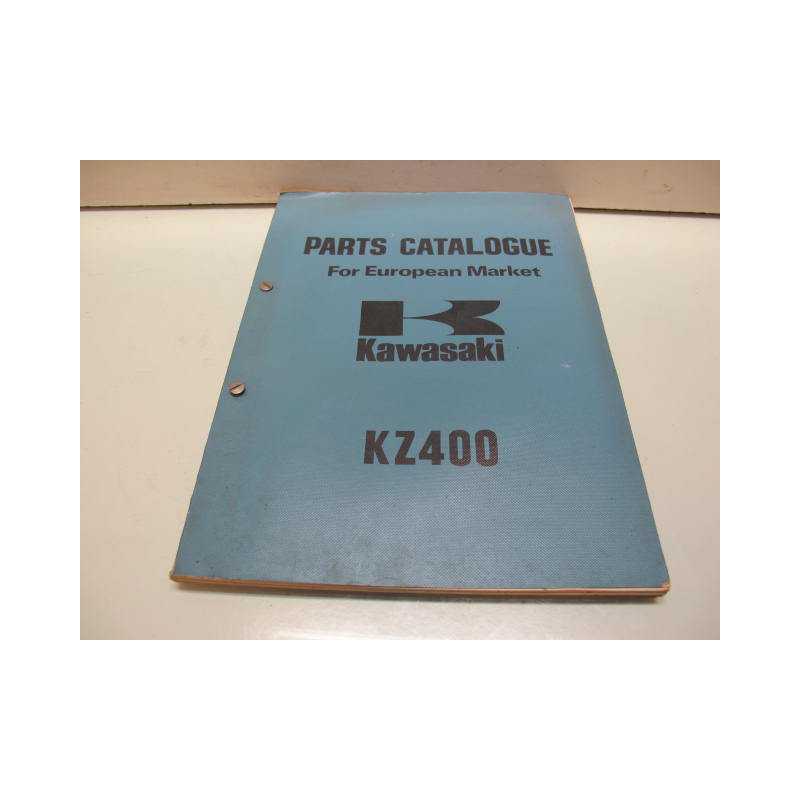 PARTS CATALOGUE
For European Market
Kawasaki
KZ400